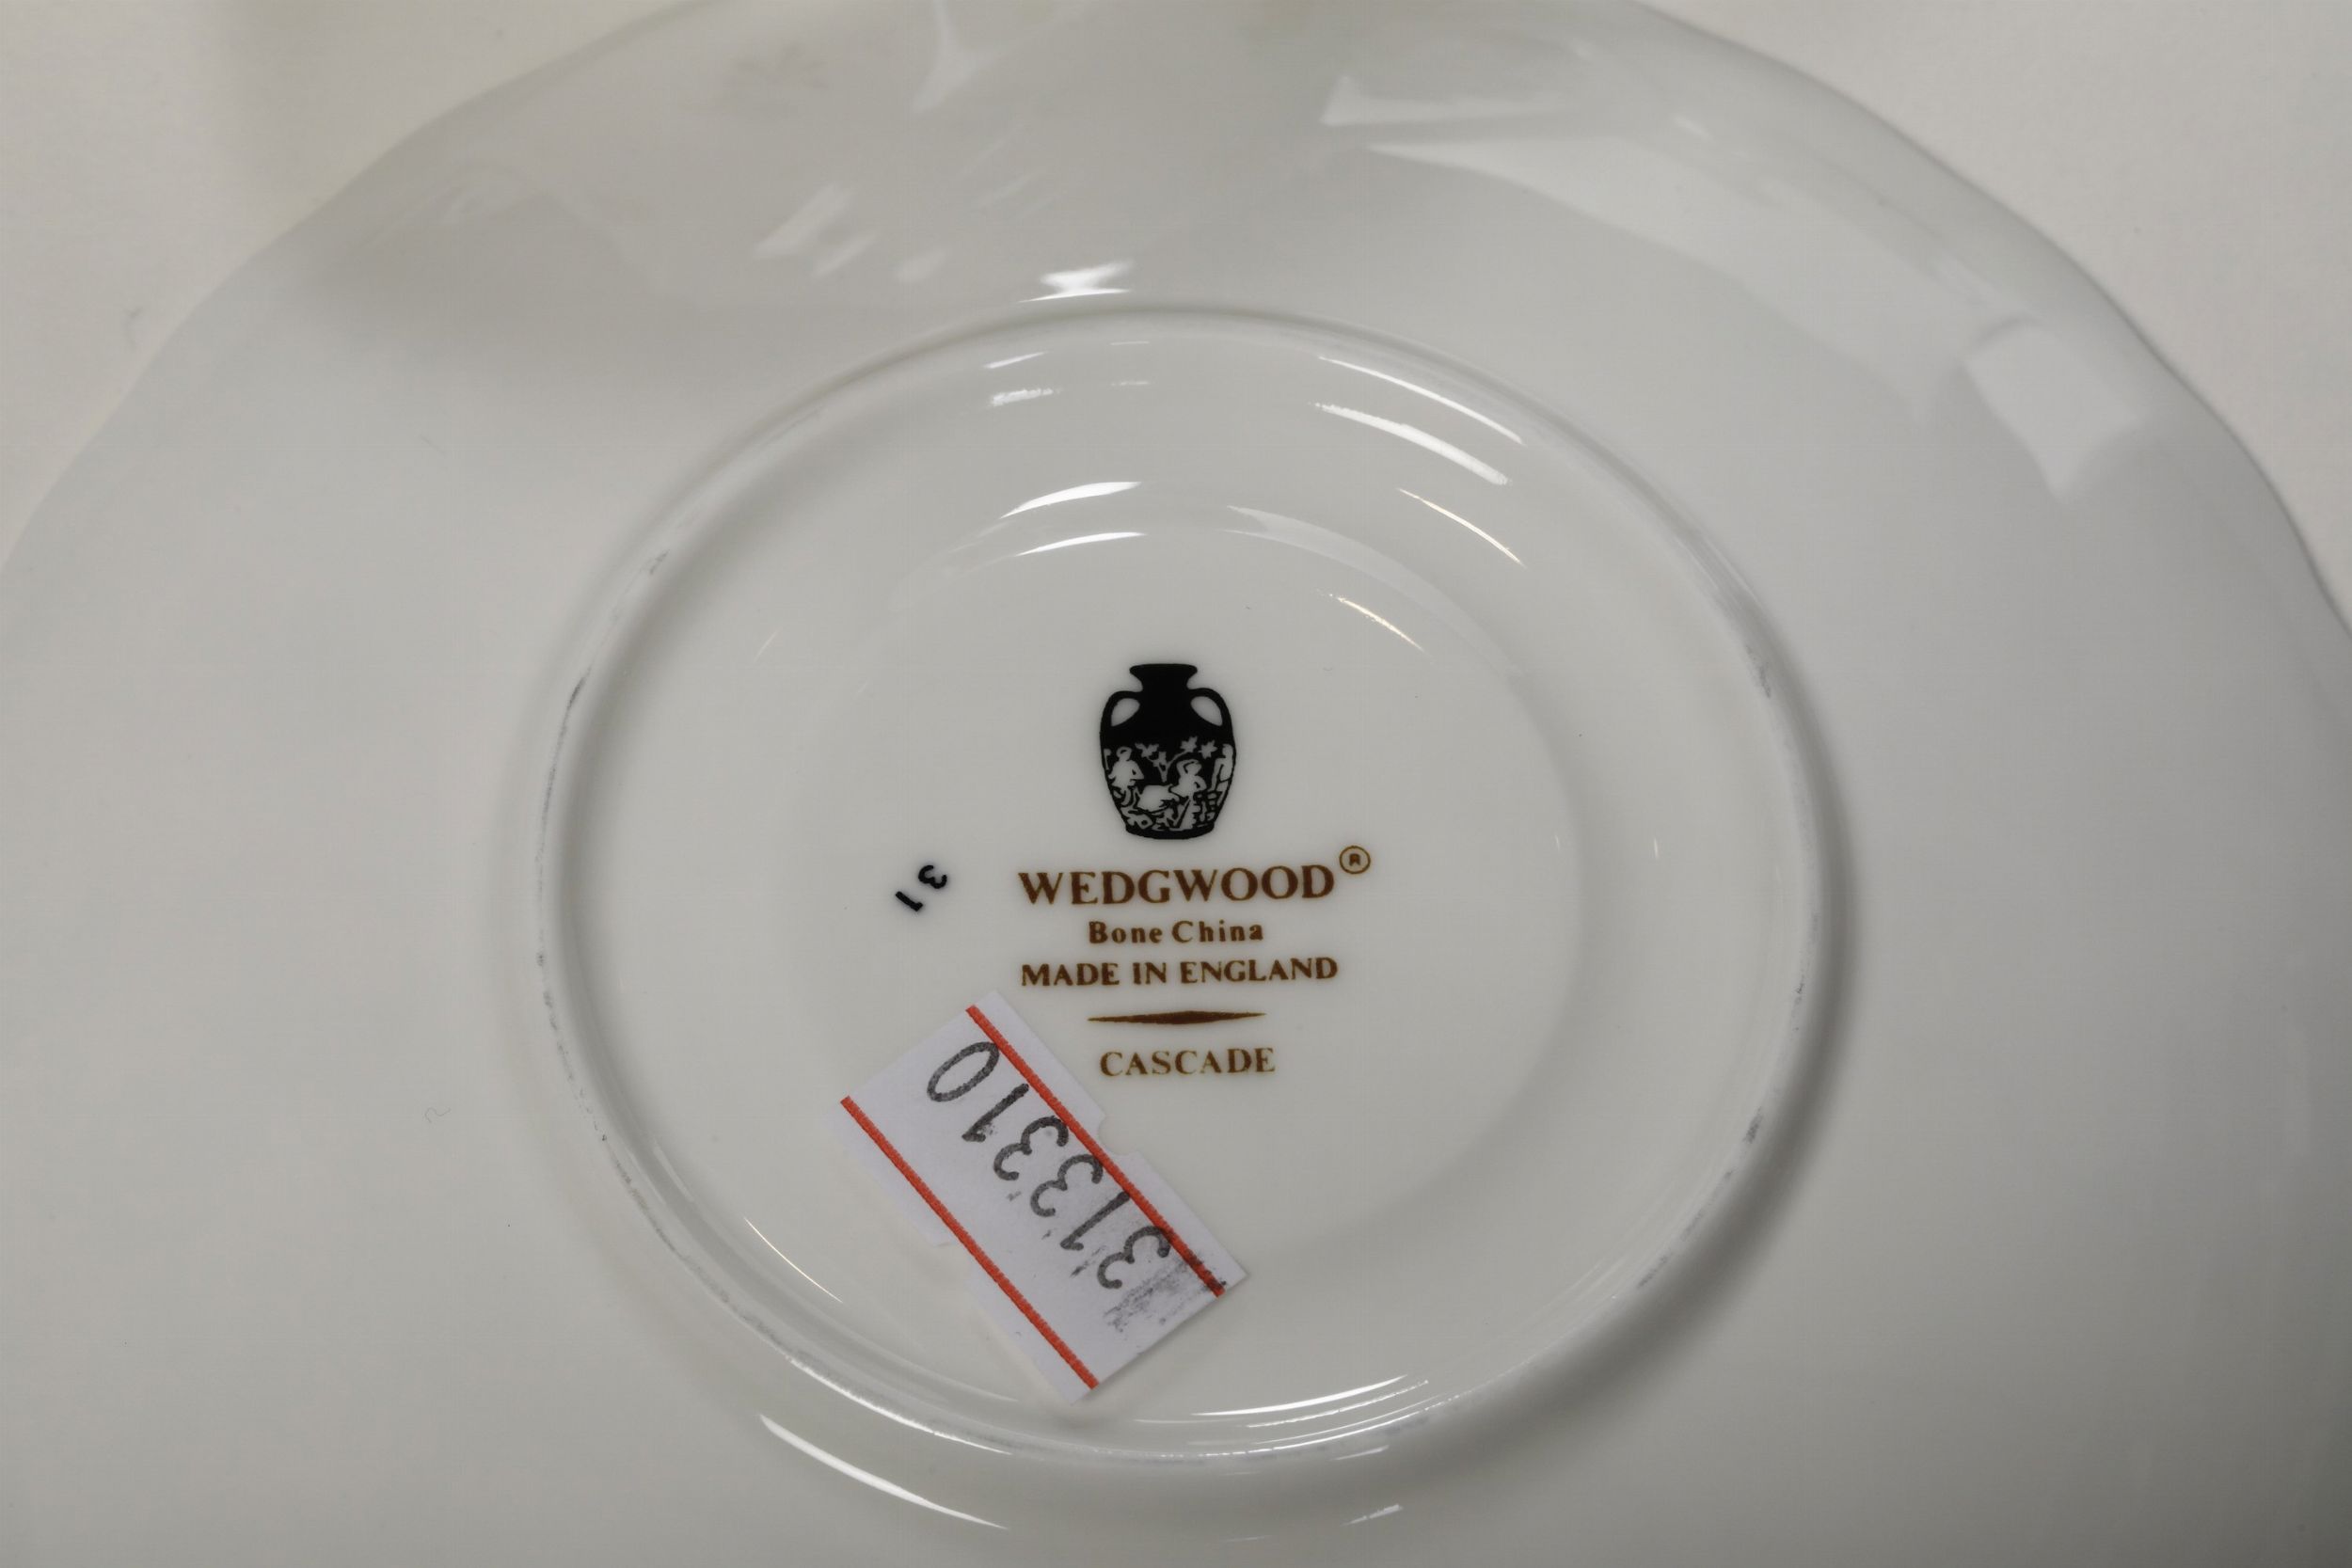 WEDGWOOD®
Bone China
MADE IN ENGLAND
CASCADE
31
313310